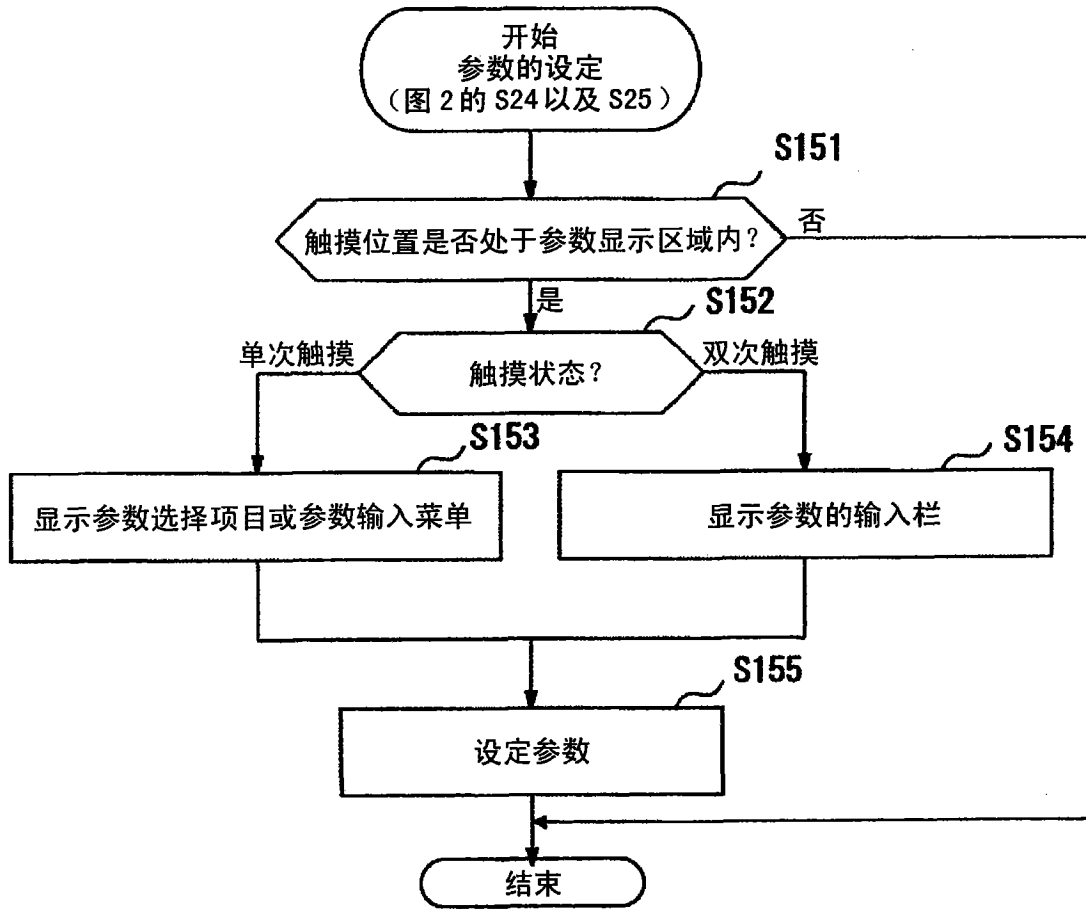 开始
参数的设定
（图2的S24以及S25）
S151
触摸位置是否处于参数显示区域内？
否
是
S152
触摸状态？
单次触摸
双次触摸
S153
显示参数选择项目或参数输入菜单
S154
显示参数的输入栏
S155
设定参数
结束